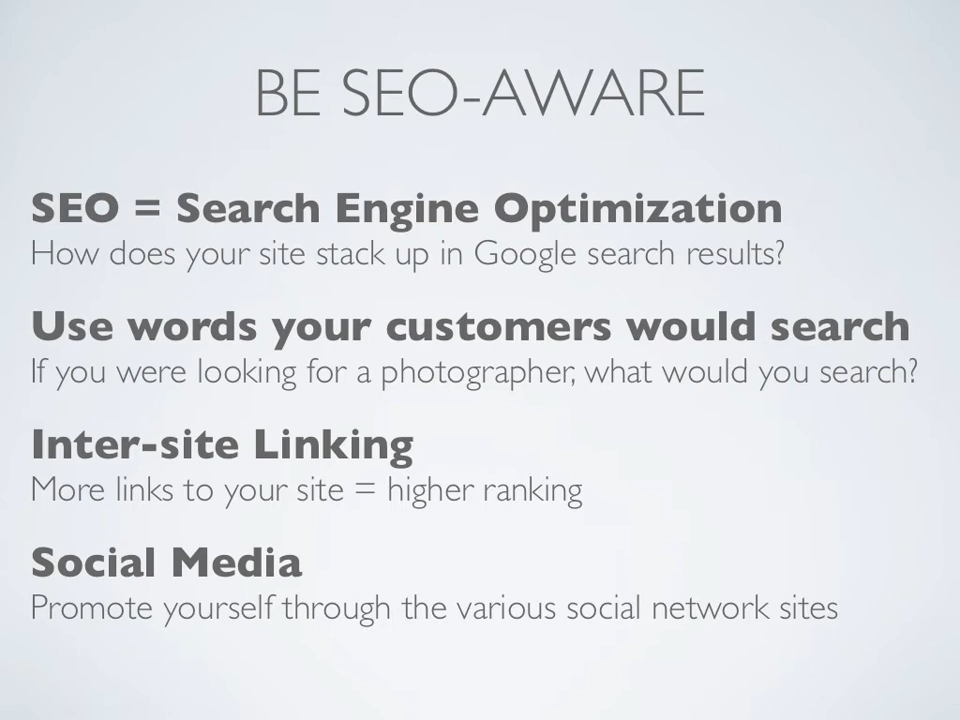 BE SEO-AWARE
SEO = Search Engine Optimization
How does your site stack up in Google search results?
Use words your customers would search
If you were looking for a photographer, what would you search?
Inter-site Linking
More links to your site = higher ranking
Social Media
Promote yourself through the various social network sites